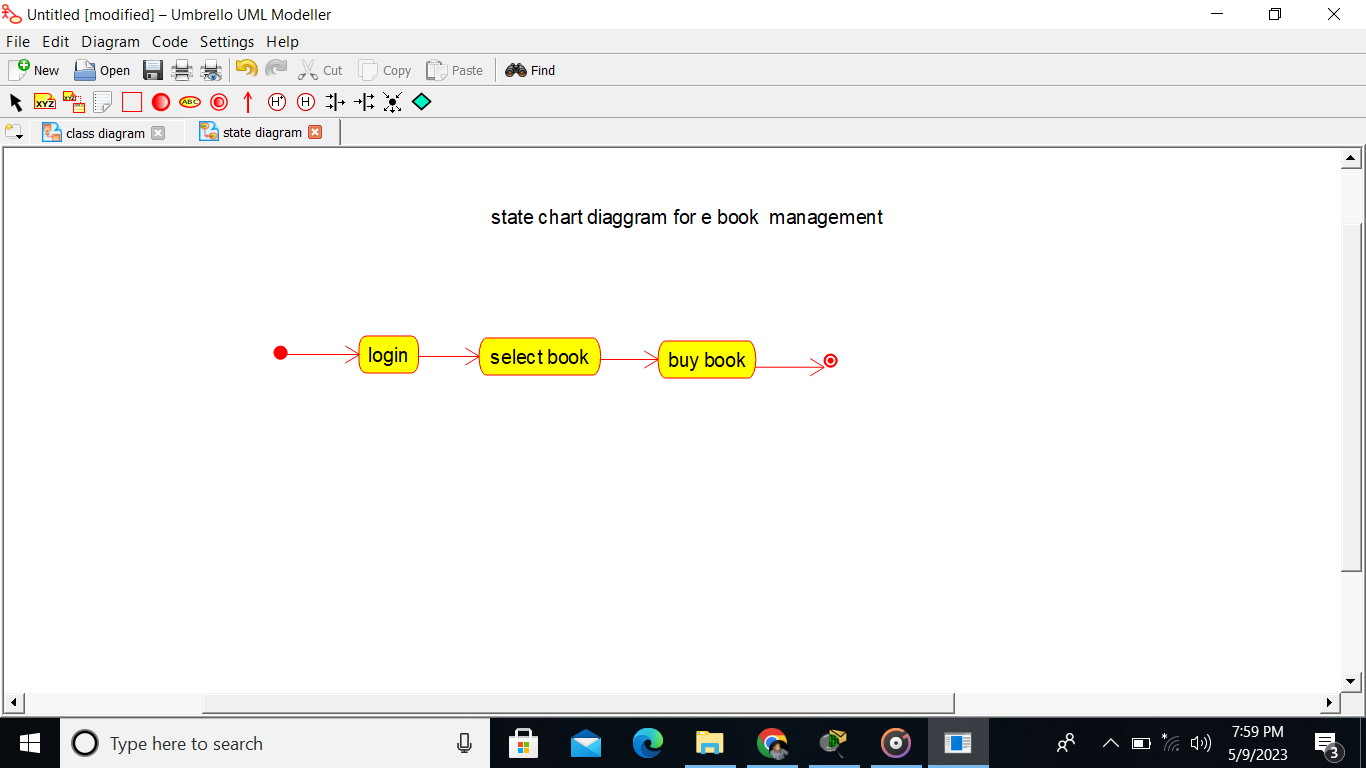 Untitled [modified] – Umbrello UML Modeller
File Edit Diagram Code Settings Help
New Open Cut Copy Paste Find
XYZ XYZ ABC H* H
class diagram state diagram
state chart diaggram for e book management
login select book buy book
Type here to search
7:59 PM
5/9/2023
3